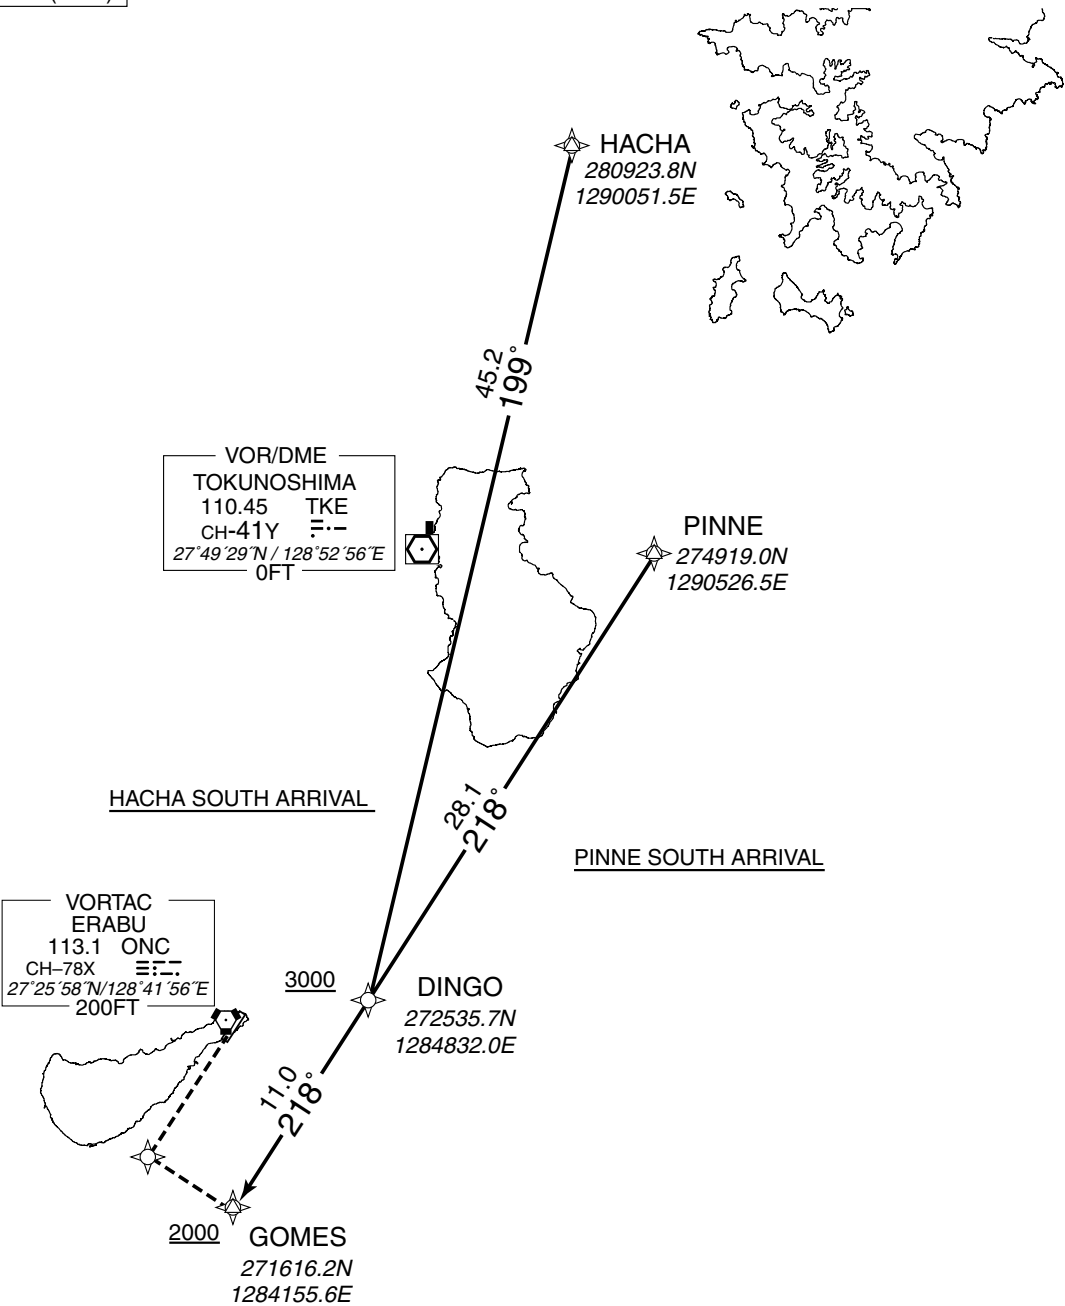 HACHA
280923.8N
1290051.5E
45.2
199°
VOR/DME
TOKUNOSHIMA
110.45 TKE
CH-41Y
27°49´29˝N / 128°52´56˝E
0FT
PINNE
274919.0N
1290526.5E
28.1
218°
HACHA SOUTH ARRIVAL
PINNE SOUTH ARRIVAL
VORTAC
ERABU
113.1 ONC
CH–78X
27°25´58˝N/128°41´56˝E
200FT
3000
DINGO
272535.7N
1284832.0E
11.0
218°
2000
GOMES
271616.2N
1284155.6E